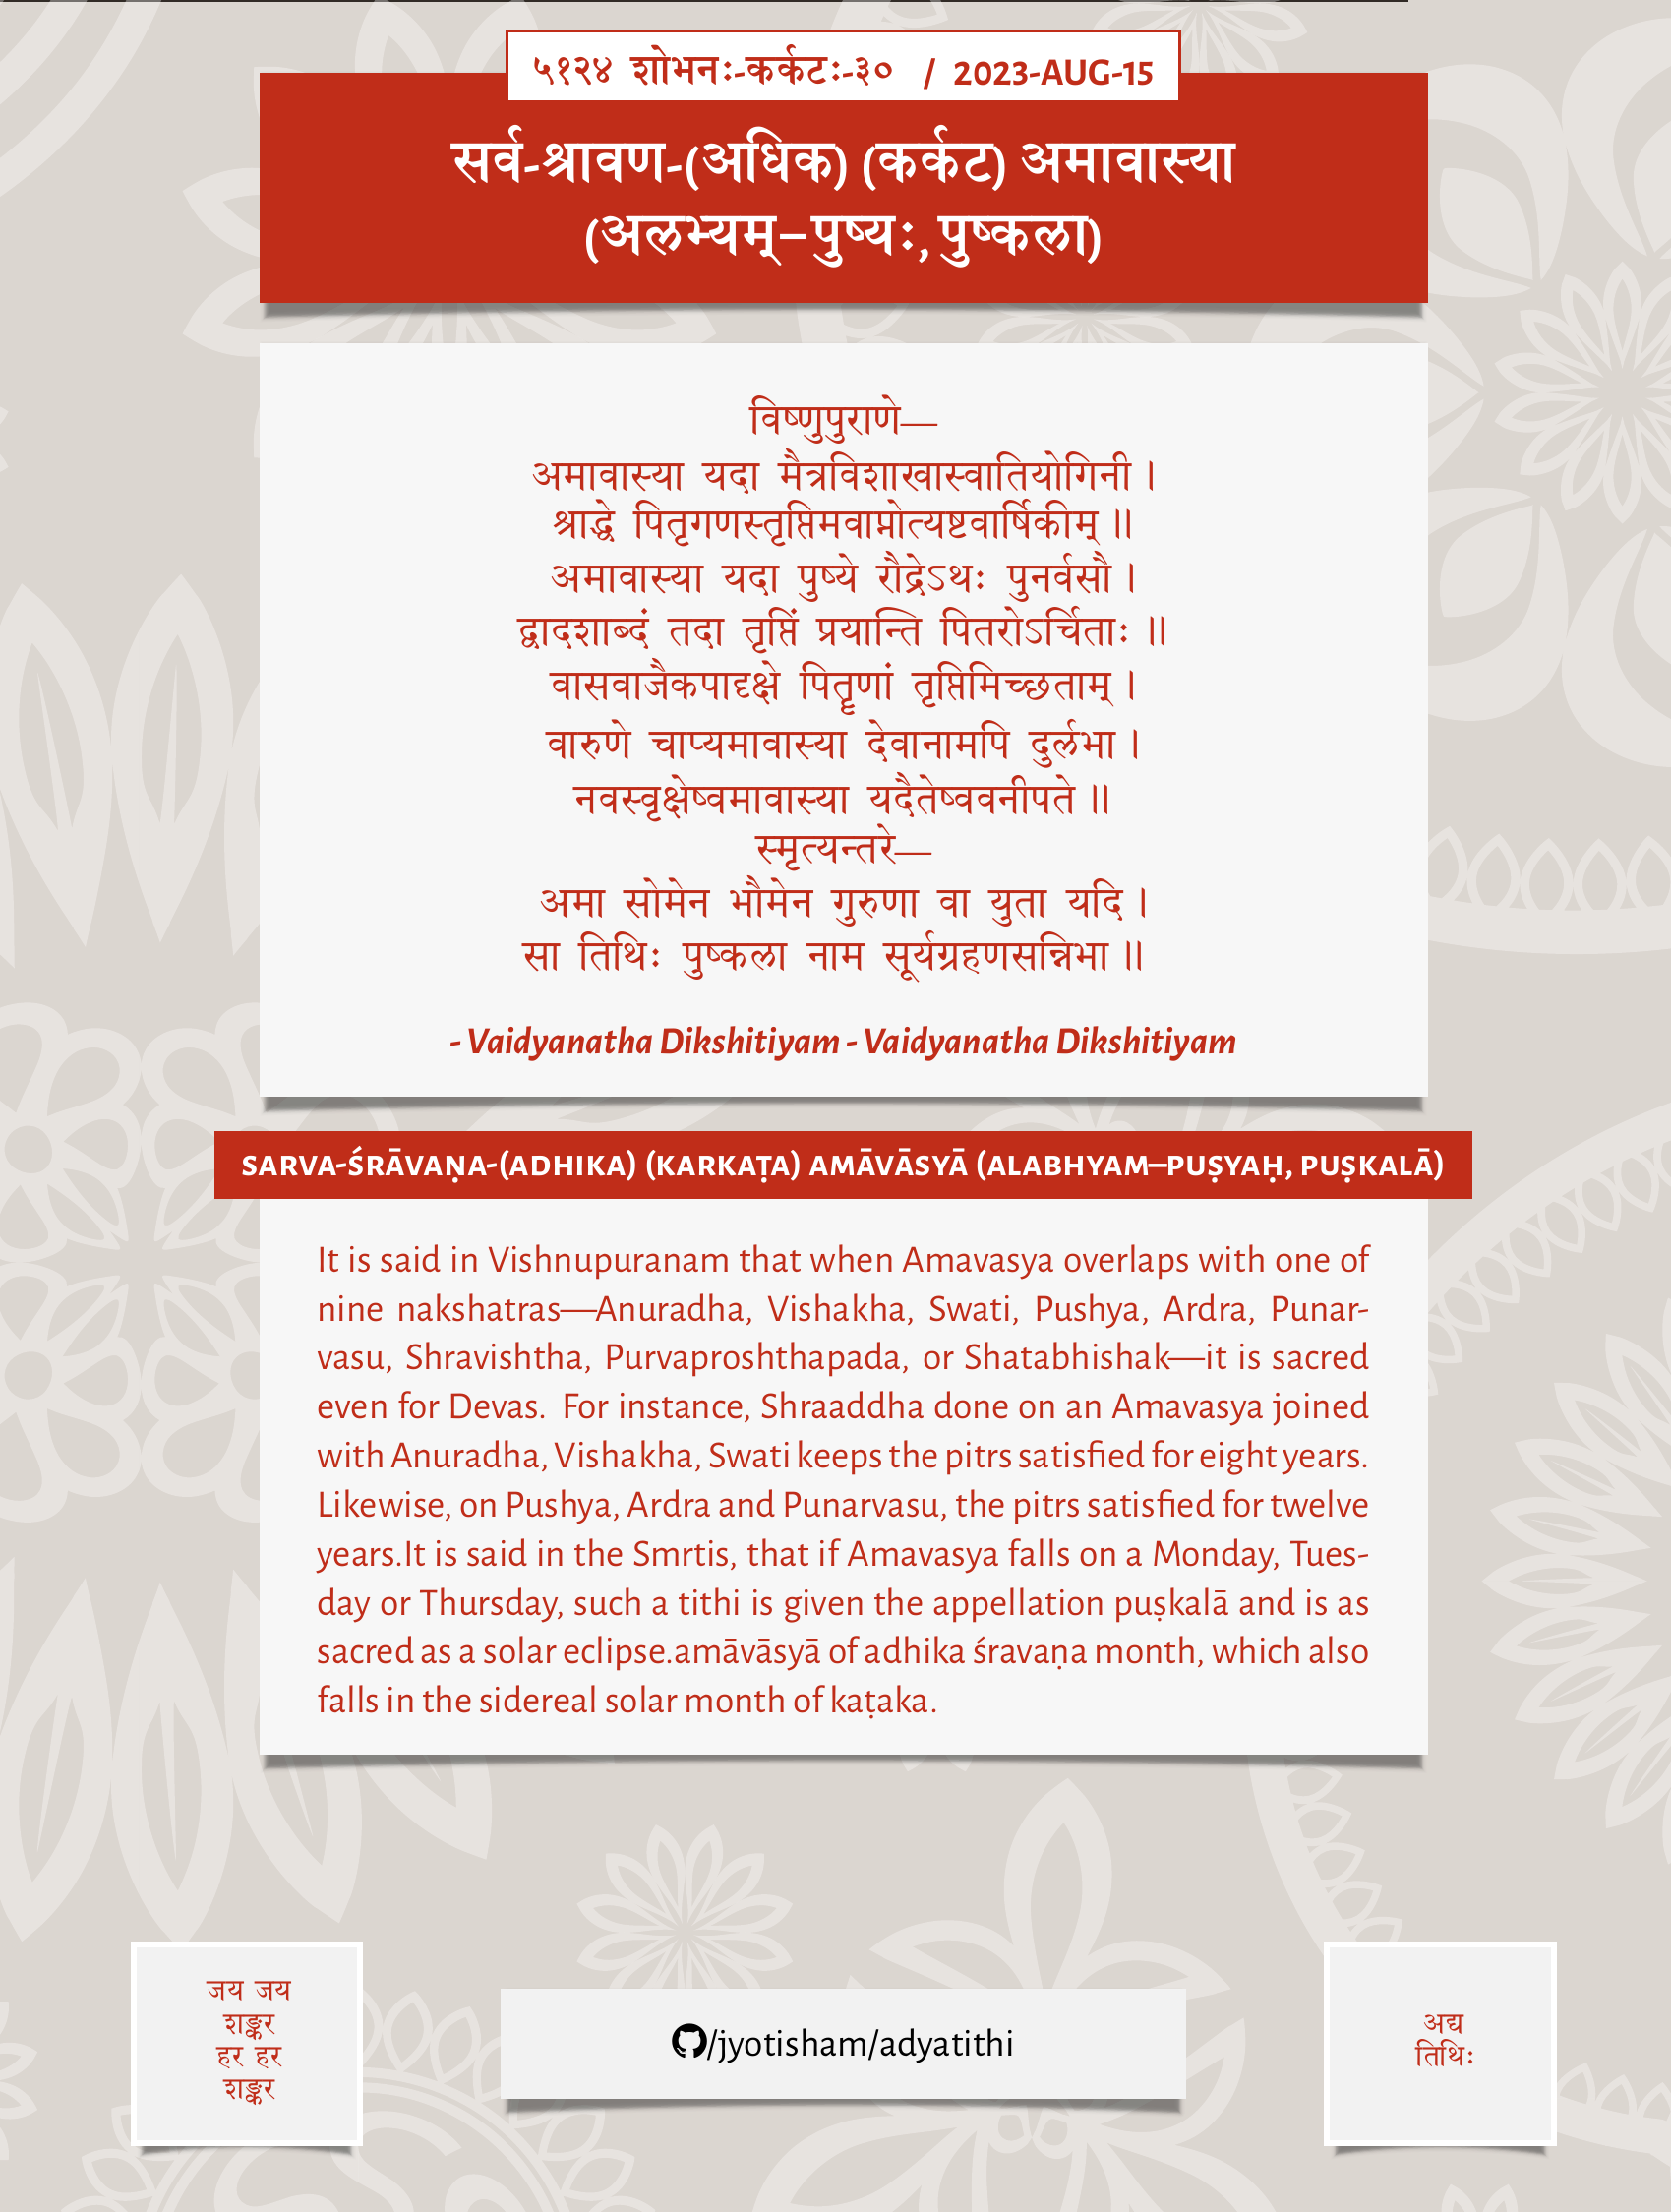 ५१२४ शोभनः-कर्कटः-३० / 2023-AUG-15
सर्व-श्रावण-(अधिक) (कर्कट) अमावास्या
(अलभ्यम्–पुष्यः, पुष्कला)
विष्णुपुराणे—
अमावास्या यदा मैत्रविशाखास्वातियोगिनी ।
श्राद्धे पितृगणस्तृप्तिमवाप्नोत्यष्टवार्षिकीम् ॥
अमावास्या यदा पुष्ये रौद्रेऽथः पुनर्वसौ ।
द्वादशाब्दं तदा तृप्तिं प्रयान्ति पितरोऽर्चिताः ॥
वासवाजैकपादृक्षे पितॄणां तृप्तिमिच्छताम् ।
वारुणे चाप्यमावास्या देवानामपि दुर्लभा ।
नवस्वृक्षेष्वमावास्या यदैतेष्ववनीपते ॥
स्मृत्यन्तरे—
अमा सोमेन भौमेन गुरुणा वा युता यदि ।
सा तिथिः पुष्कला नाम सूर्यग्रहणसन्निभा ॥
- Vaidyanatha Dikshitiyam - Vaidyanatha Dikshitiyam
SARVA-ŚRĀVAṆA-(ADHIKA) (KARKAṬA) AMĀVĀSYĀ (ALABHYAM–PUṢYAḤ, PUṢKALĀ)
It is said in Vishnupuranam that when Amavasya overlaps with one of
nine nakshatras—Anuradha, Vishakha, Swati, Pushya, Ardra, Punar-
vasu, Shravishtha, Purvaproshthapada, or Shatabhishak—it is sacred
even for Devas. For instance, Shraaddha done on an Amavasya joined
with Anuradha, Vishakha, Swati keeps the pitrs satisfied for eight years.
Likewise, on Pushya, Ardra and Punarvasu, the pitrs satisfied for twelve
years.It is said in the Smrtis, that if Amavasya falls on a Monday, Tues-
day or Thursday, such a tithi is given the appellation puṣkalā and is as
sacred as a solar eclipse.amāvāsyā of adhika śravaṇa month, which also
falls in the sidereal solar month of kaṭaka.
जय जय
शङ्कर
हर हर
शङ्कर
/jyotisham/adyatithi
अद्य
तिथिः